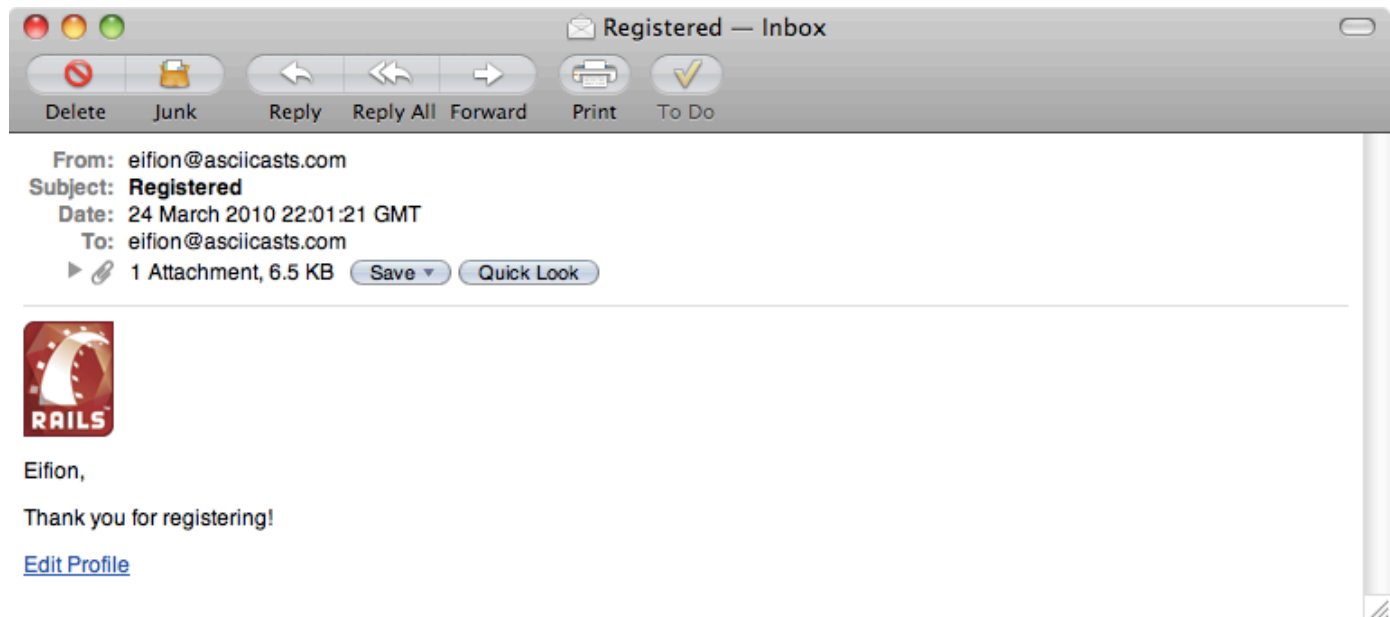 Registered — Inbox
Delete Junk Reply Reply All Forward Print To Do
From: eifion@asciicasts.com
Subject: Registered
Date: 24 March 2010 22:01:21 GMT
To: eifion@asciicasts.com
1 Attachment, 6.5 KB Save Quick Look
RAILS™
Eifion,
Thank you for registering!
Edit Profile